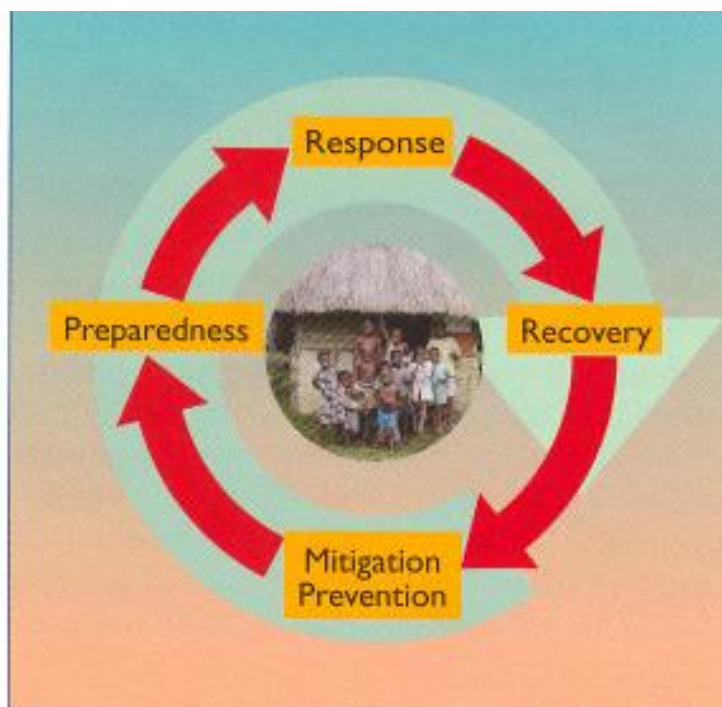 Response
Preparedness
Recovery
Mitigation
Prevention